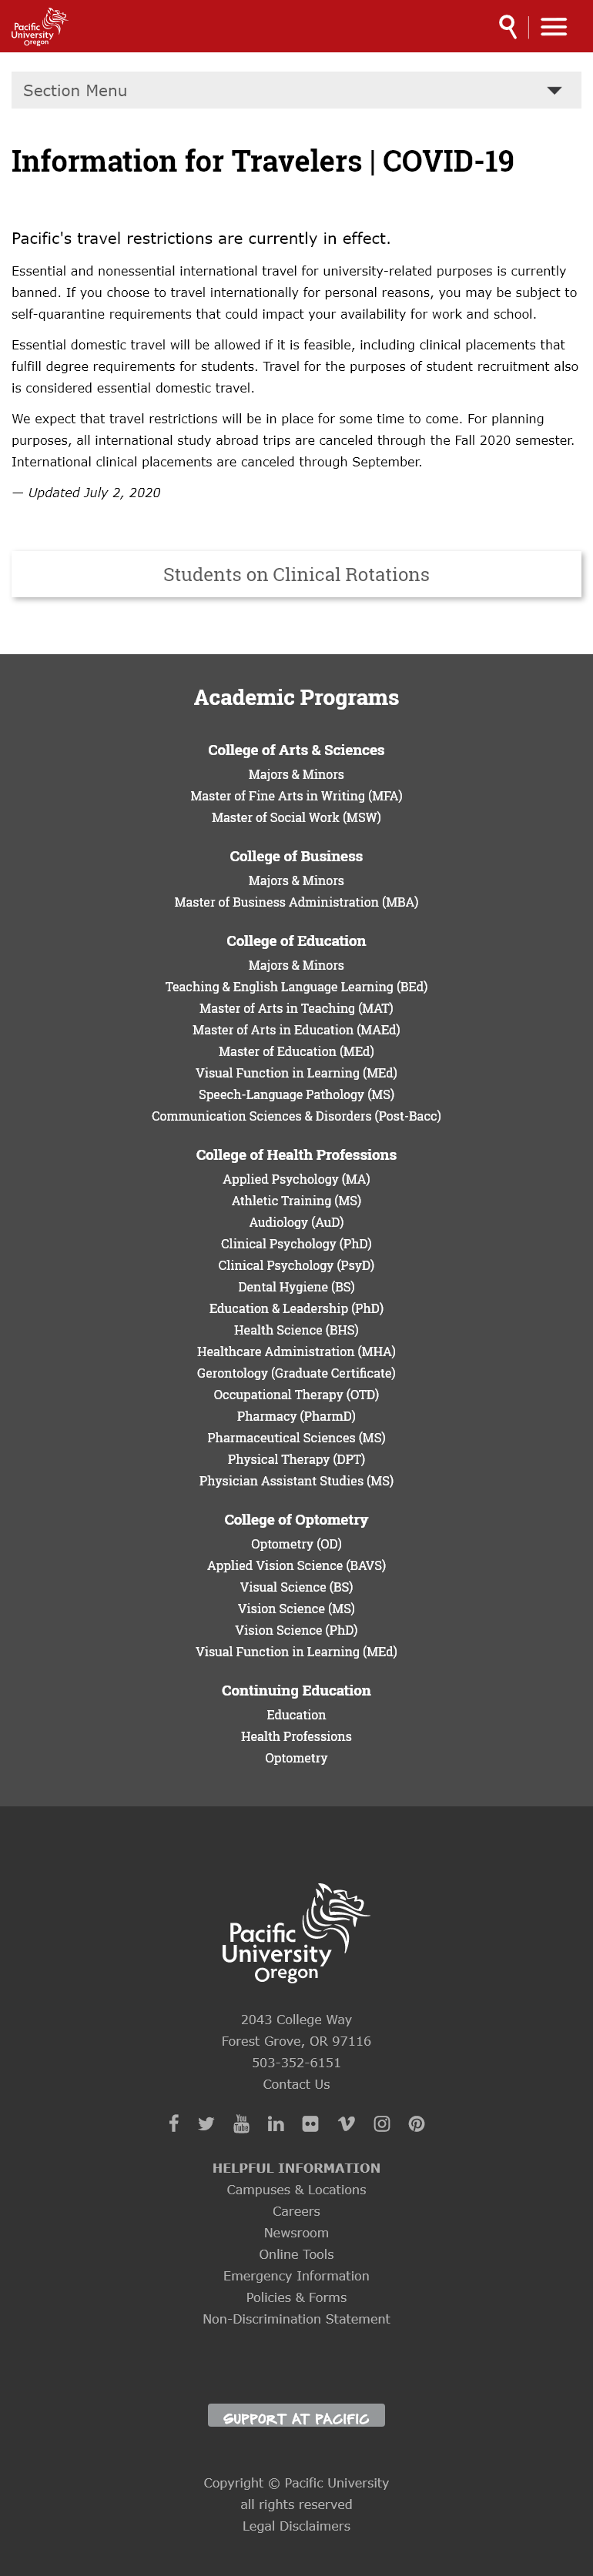 Pacific
University
Oregon
Section Menu
Information for Travelers | COVID-19
Pacific's travel restrictions are currently in effect.
Essential and nonessential international travel for university-related purposes is currently
banned. If you choose to travel internationally for personal reasons, you may be subject to
self-quarantine requirements that could impact your availability for work and school.
Essential domestic travel will be allowed if it is feasible, including clinical placements that
fulfill degree requirements for students. Travel for the purposes of student recruitment also
is considered essential domestic travel.
We expect that travel restrictions will be in place for some time to come. For planning
purposes, all international study abroad trips are canceled through the Fall 2020 semester.
International clinical placements are canceled through September.
— Updated July 2, 2020
Students on Clinical Rotations
Academic Programs
College of Arts & Sciences
Majors & Minors
Master of Fine Arts in Writing (MFA)
Master of Social Work (MSW)
College of Business
Majors & Minors
Master of Business Administration (MBA)
College of Education
Majors & Minors
Teaching & English Language Learning (BEd)
Master of Arts in Teaching (MAT)
Master of Arts in Education (MAEd)
Master of Education (MEd)
Visual Function in Learning (MEd)
Speech-Language Pathology (MS)
Communication Sciences & Disorders (Post-Bacc)
College of Health Professions
Applied Psychology (MA)
Athletic Training (MS)
Audiology (AuD)
Clinical Psychology (PhD)
Clinical Psychology (PsyD)
Dental Hygiene (BS)
Education & Leadership (PhD)
Health Science (BHS)
Healthcare Administration (MHA)
Gerontology (Graduate Certificate)
Occupational Therapy (OTD)
Pharmacy (PharmD)
Pharmaceutical Sciences (MS)
Physical Therapy (DPT)
Physician Assistant Studies (MS)
College of Optometry
Optometry (OD)
Applied Vision Science (BAVS)
Visual Science (BS)
Vision Science (MS)
Vision Science (PhD)
Visual Function in Learning (MEd)
Continuing Education
Education
Health Professions
Optometry
Pacific
University
Oregon
2043 College Way
Forest Grove, OR 97116
503-352-6151
Contact Us
You Tube in
HELPFUL INFORMATION
Campuses & Locations
Careers
Newsroom
Online Tools
Emergency Information
Policies & Forms
Non-Discrimination Statement
SUPPORT AT PACIFIC
Copyright © Pacific University
all rights reserved
Legal Disclaimers